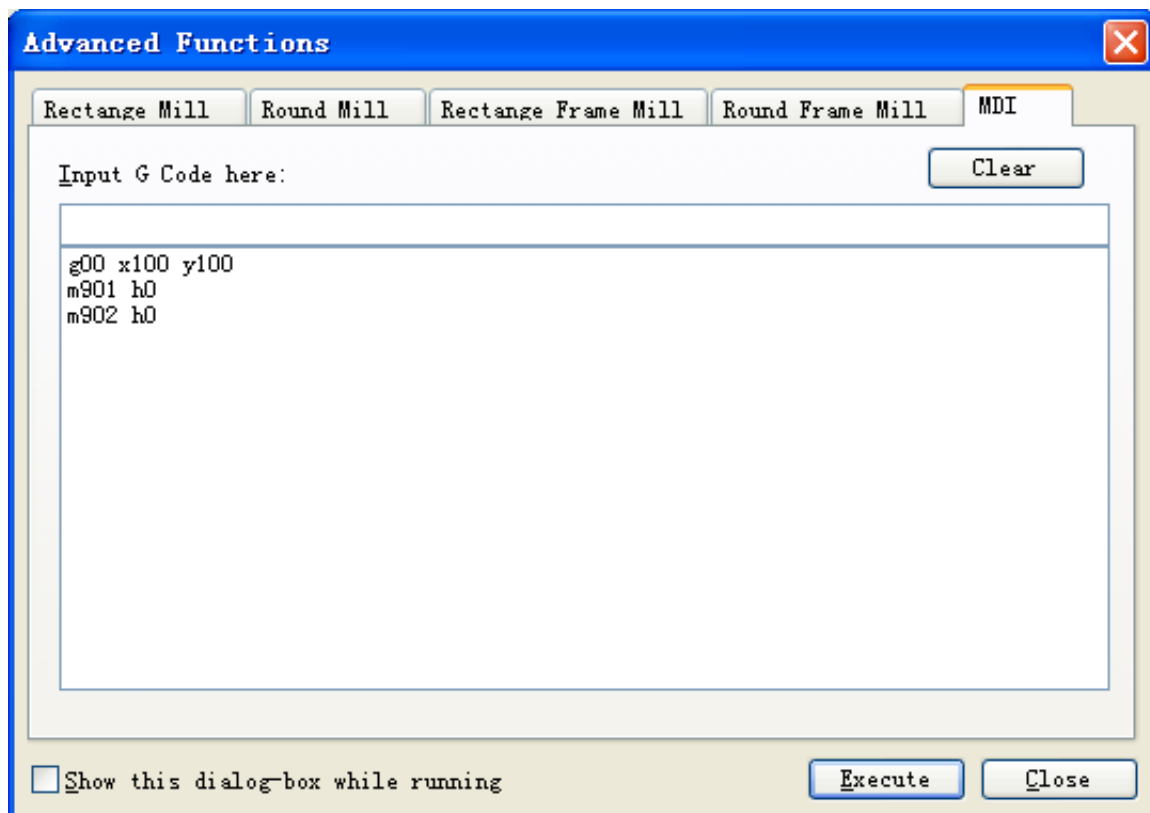 Advanced Functions
Rectange Mill Round Mill Rectange Frame Mill Round Frame Mill MDI
Input G Code here: Clear
g00 x100 y100
m901 h0
m902 h0
Show this dialog-box while running Execute Close